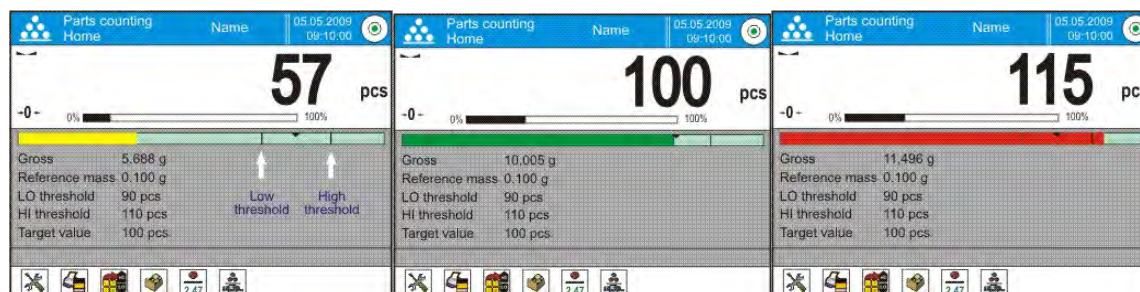 Parts counting
Home
Name
05.05.2009
09:10:00
57 pcs
-0- 0% 100%
Gross 5.688 g
Reference mass 0.100 g
LO threshold 90 pcs
HI threshold 110 pcs
Target value 100 pcs
Low threshold
High threshold
2.47
Parts counting
Home
Name
05.05.2009
09:10:00
100 pcs
-0- 0% 100%
Gross 10,005 g
Reference mass 0.100 g
LO threshold 90 pcs
HI threshold 110 pcs
Target value 100 pcs
2.47
Parts counting
Home
Name
05.05.2009
09:10:00
115 pc
-0- 0% 100%
Gross 11,496 g
Reference mass 0.100 g
LO threshold 90 pcs
HI threshold 110 pcs
Target value 100 pcs
2.47